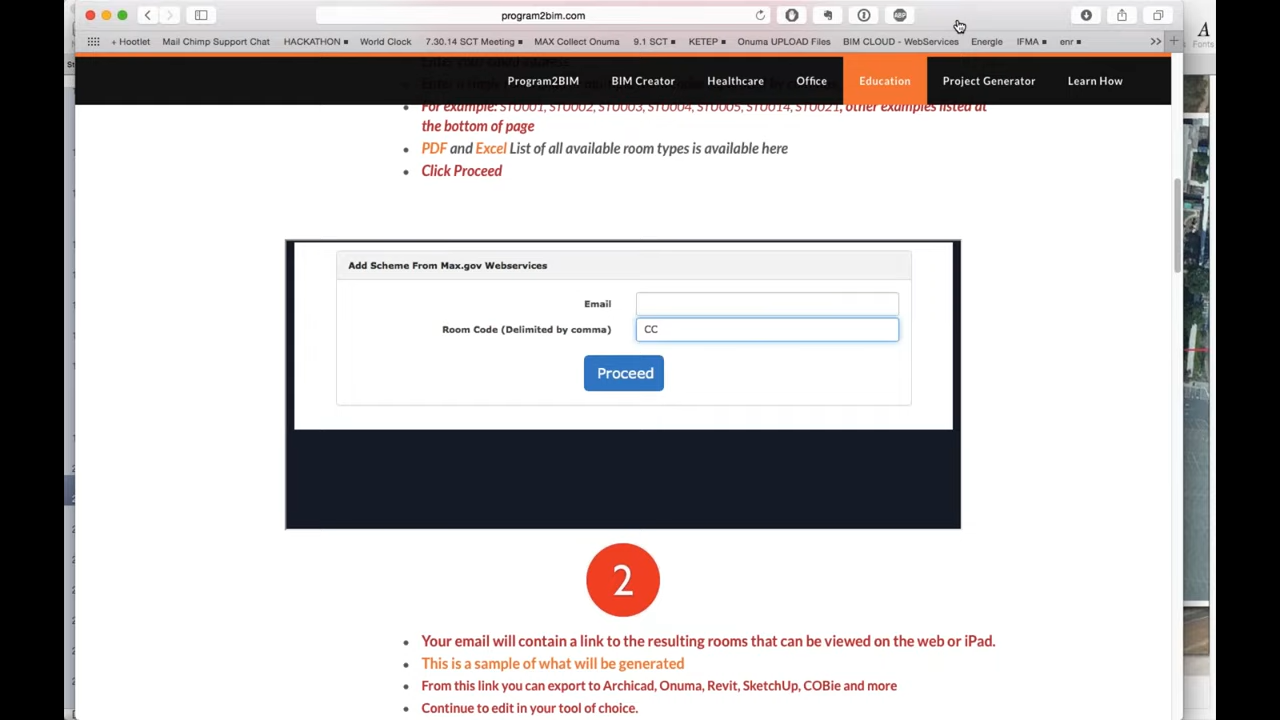 program2bim.com
+ Hootlet Mail Chimp Support Chat HACKATHON World Clock 7.30.14 SCT Meeting MAX Collect Onuma 9.1 SCT KETEP Onuma UPLOAD Files BIM CLOUD - WebServices Energie IFMA enr >> +
Fonts
Program2BIM BIM Creator Healthcare Office Education Project Generator Learn How
For example: ST0001, ST0002, ST0003, ST0004, ST0005, ST0014, ST0021, other examples listed at
the bottom of page
PDF and Excel List of all available room types is available here
Click Proceed
Add Scheme From Max.gov Webservices
Email
Room Code (Delimited by comma) CC
Proceed
2
Your email will contain a link to the resulting rooms that can be viewed on the web or iPad.
This is a sample of what will be generated
From this link you can export to Archicad, Onuma, Revit, SketchUp, COBie and more
Continue to edit in your tool of choice.